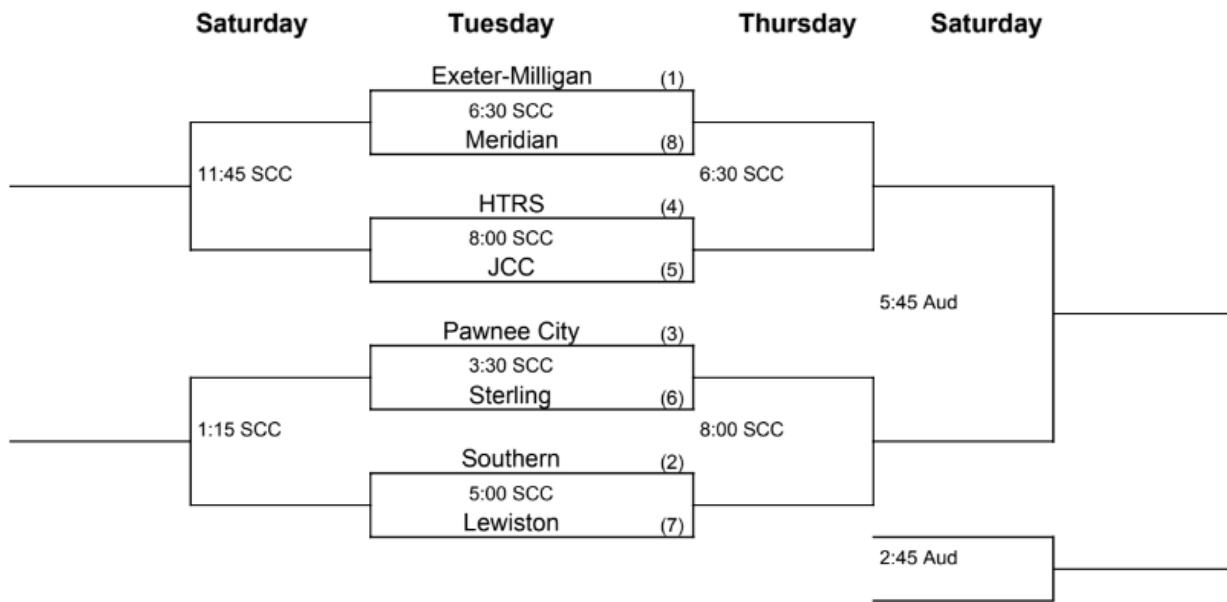 Saturday Tuesday Thursday Saturday
Exeter-Milligan (1)
6:30 SCC
Meridian (8)
11:45 SCC 6:30 SCC
HTRS (4)
8:00 SCC
JCC (5)
5:45 Aud
Pawnee City (3)
3:30 SCC
Sterling (6)
1:15 SCC 8:00 SCC
Southern (2)
5:00 SCC
Lewiston (7)
2:45 Aud